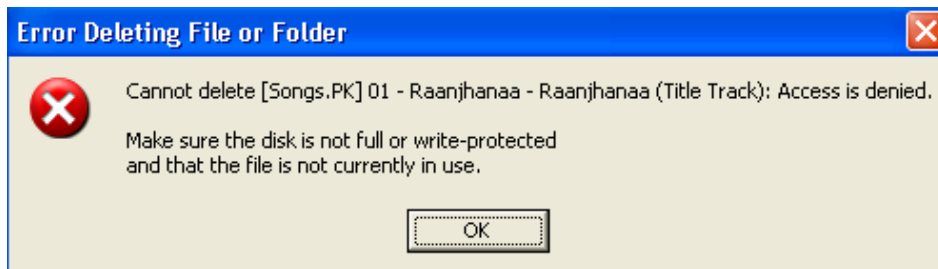 Error Deleting File or Folder
Cannot delete [Songs.PK] 01 - Raanjhanaa - Raanjhanaa (Title Track): Access is denied.
Make sure the disk is not full or write-protected
and that the file is not currently in use.
OK